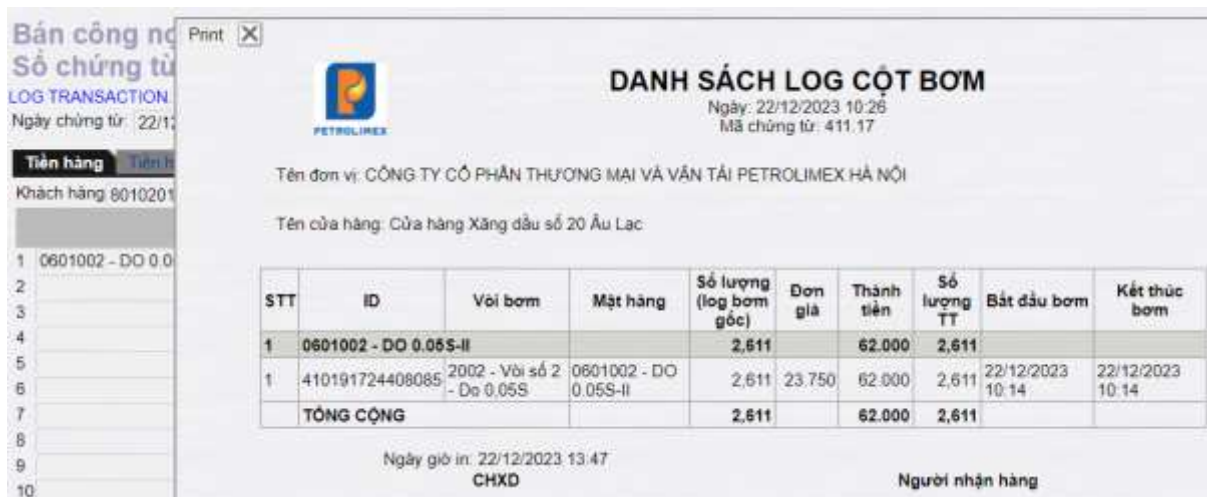 Bán công nợ
Số chứng từ
LOG TRANSACTION
Ngày chứng từ: 22/12
Tiền hàng
Khách hàng 8010201
1 0601002 - DO 0.0
2
3
4
5
6
7
8
9
10
Print X
PETROLIMEX
DANH SÁCH LOG CỘT BƠM
Ngày: 22/12/2023 10:26
Mã chứng từ: 411.17
Tên đơn vị: CÔNG TY CỔ PHẦN THƯƠNG MẠI VÀ VẬN TẢI PETROLIMEX HÀ NỘI
Tên cửa hàng: Cửa hàng Xăng dầu số 20 Âu Lạc
STT ID Vòi bơm Mặt hàng Số lượng (log bơm gốc) Đơn giá Thành tiền Số lượng TT Bắt đầu bơm Kết thúc bơm
1 0601002 - DO 0.05S-II 2,611 62.000 2,611
1 410191724408085 2002 - Vòi số 2 - Do 0,05S 0601002 - DO 0.05S-II 2,611 23.750 62.000 2,611 22/12/2023 10:14 22/12/2023 10:14
TỔNG CỘNG 2,611 62.000 2,611
Ngày giờ in: 22/12/2023 13:47
CHXD Người nhận hàng